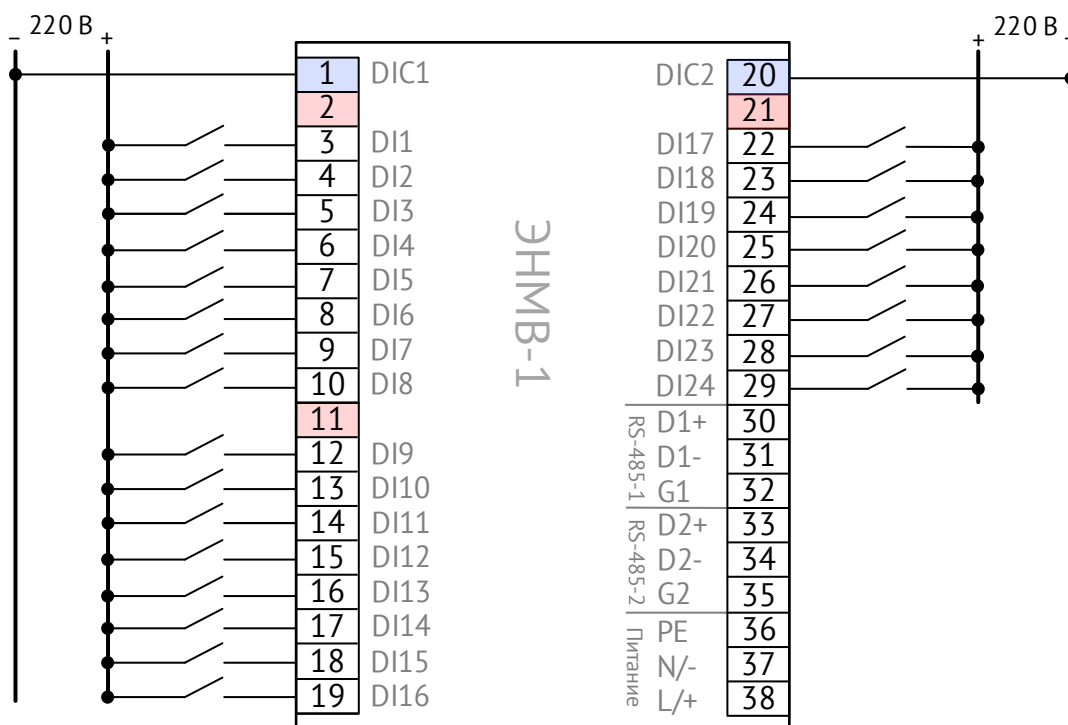 – 220 В +
1 DIC1
2
3 DI1
4 DI2
5 DI3
6 DI4
7 DI5
8 DI6
9 DI7
10 DI8
11
12 DI9
13 DI10
14 DI11
15 DI12
16 DI13
17 DI14
18 DI15
19 DI16
ЭНМВ-1
+ 220 В –
DIC2 20
21
DI17 22
DI18 23
DI19 24
DI20 25
DI21 26
DI22 27
DI23 28
DI24 29
RS-485-1
D1+ 30
D1- 31
G1 32
RS-485-2
D2+ 33
D2- 34
G2 35
Питание
PE 36
N/- 37
L/+ 38